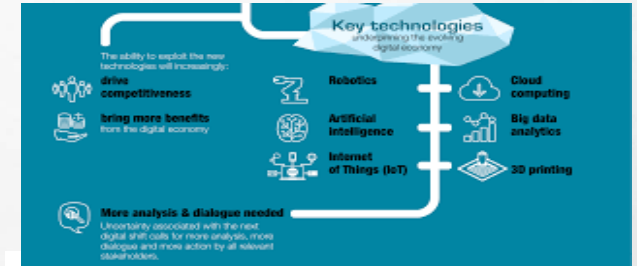 Key technologies
underpinning the evolving
digital economy
The ability to exploit the new
technologies will increasingly:
drive
competitiveness
bring more benefits
from the digital economy
Robotics
Artificial
Intelligence
Internet
of Things (IoT)
Cloud
computing
Big data
analytics
3D printing
More analysis & dialogue needed
Uncertainty associated with the next
digital shift calls for more analysis, more
dialogue and more action by all relevant
stakeholders.